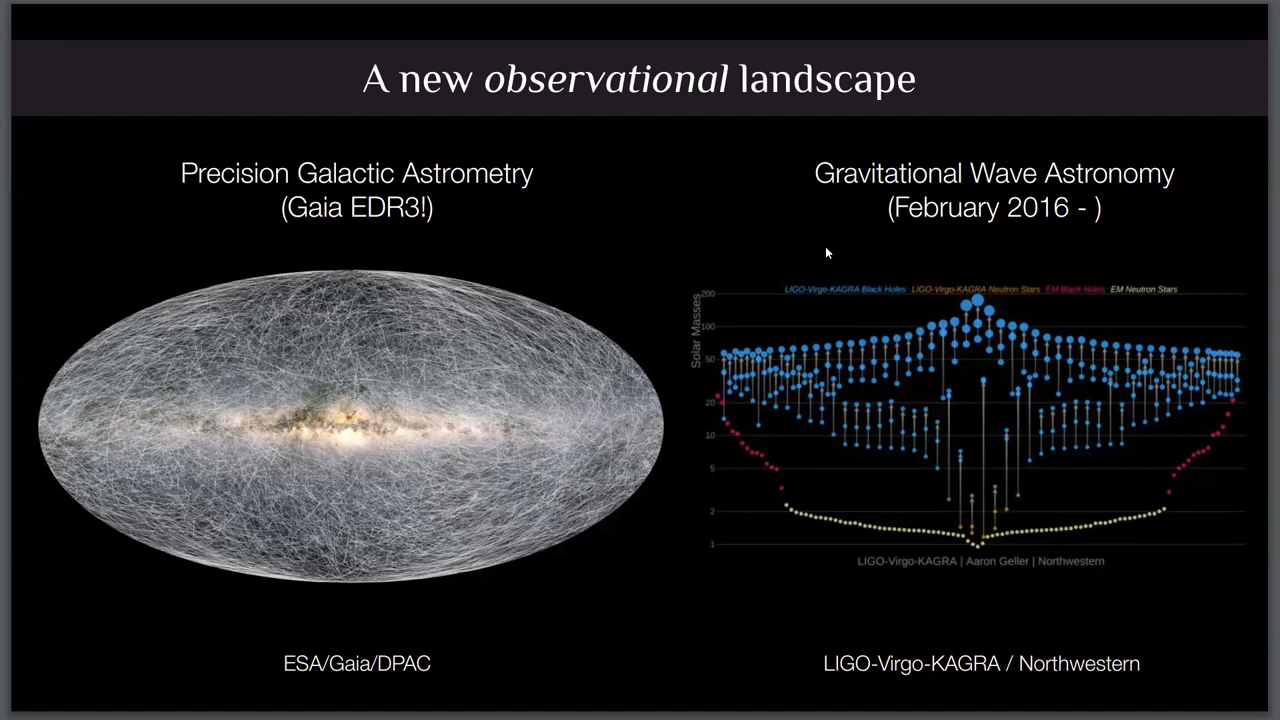 A new observational landscape
Precision Galactic Astrometry
(Gaia EDR3!)
Gravitational Wave Astronomy
(February 2016 - )
LIGO-Virgo-KAGRA Black Holes LIGO-Virgo-KAGRA Neutron Stars EM Black Holes EM Neutron Stars
Solar Masses
200
100
50
20
10
5
2
1
LIGO-Virgo-KAGRA | Aaron Geller | Northwestern
ESA/Gaia/DPAC
LIGO-Virgo-KAGRA / Northwestern